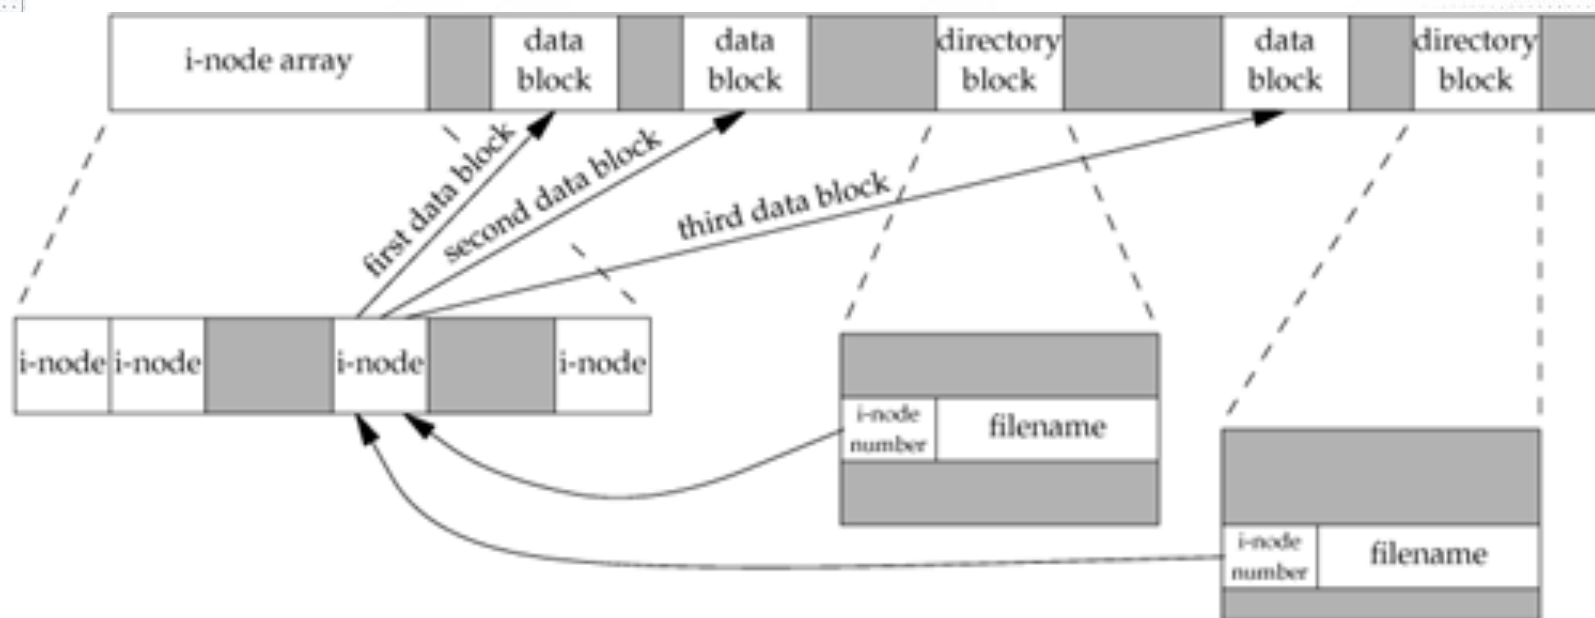 i-node array
data
block
data
block
directory
block
data
block
directory
block
first data block
second data block
third data block
i-node
i-node
i-node
i-node
i-node
number
filename
i-node
number
filename